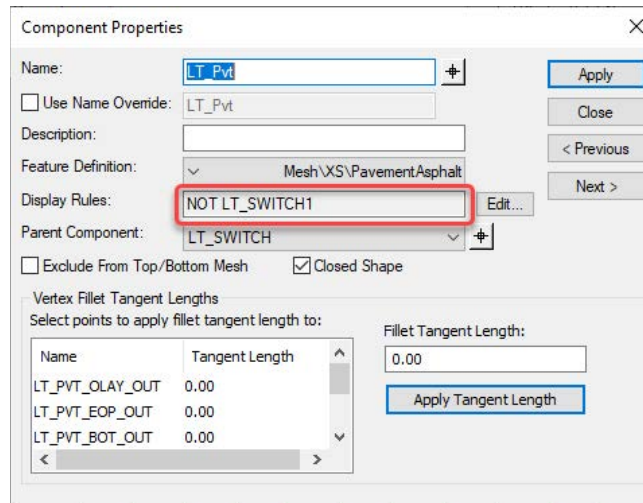 Component Properties
Name: LT_Pvt Apply
Use Name Override: LT_Pvt Close
Description: < Previous
Feature Definition: Mesh\XS\PavementAsphalt Next >
Display Rules: NOT LT_SWITCH1 Edit...
Parent Component: LT_SWITCH
Exclude From Top/Bottom Mesh Closed Shape
Vertex Fillet Tangent Lengths
Select points to apply fillet tangent length to: Fillet Tangent Length:
Name Tangent Length 0.00
LT_PVT_OLAY_OUT 0.00 Apply Tangent Length
LT_PVT_EOP_OUT 0.00
LT_PVT_BOT_OUT 0.00